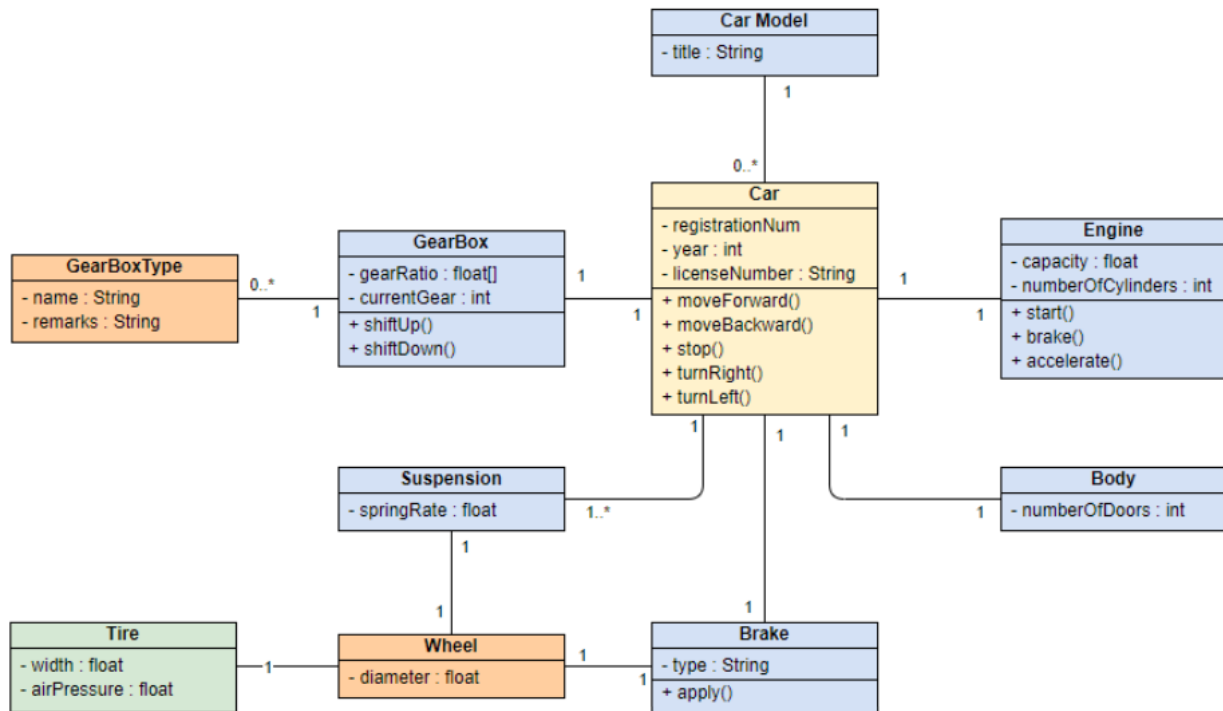 Car Model
- title : String
1
0..*
Car
- registrationNum
- year : int
- licenseNumber : String
+ moveForward()
+ moveBackward()
+ stop()
+ turnRight()
+ turnLeft()
GearBoxType
- name : String
- remarks : String
0..*
1
GearBox
- gearRatio : float[]
- currentGear : int
+ shiftUp()
+ shiftDown()
1
1
1
1
Engine
- capacity : float
- numberOfCylinders : int
+ start()
+ brake()
+ accelerate()
1
1
1
Suspension
- springRate : float
1..*
1
Body
- numberOfDoors : int
1
1
1
Tire
- width : float
- airPressure : float
1
Wheel
- diameter : float
1
1
Brake
- type : String
+ apply()